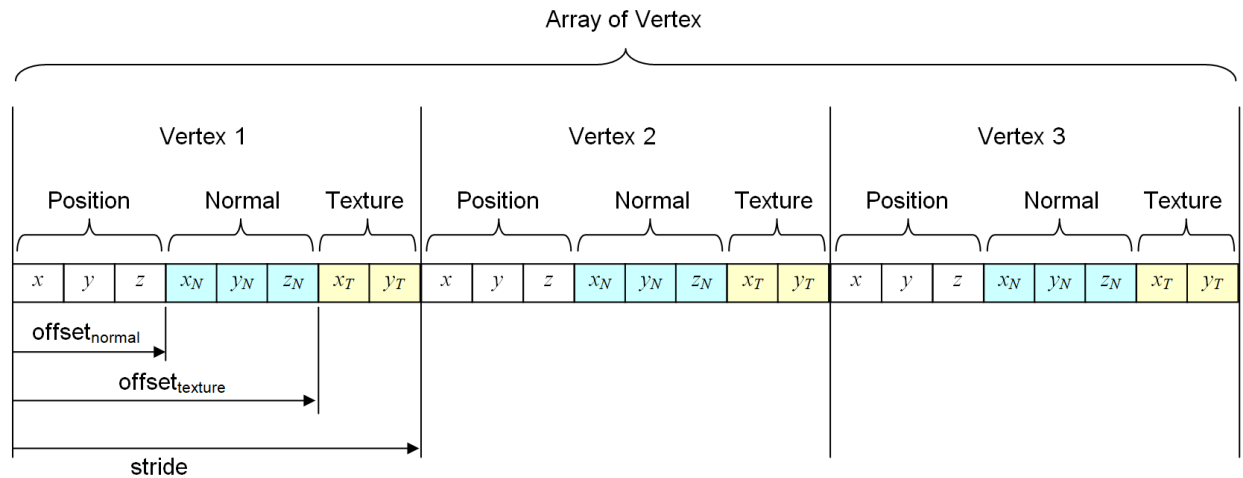 Array of Vertex
Vertex 1 Vertex 2 Vertex 3
Position Normal Texture Position Normal Texture Position Normal Texture
x y z xN yN zN xT yT x y z xN yN zN xT yT x y z xN yN zN xT yT
offsetnormal
offsettexture
stride